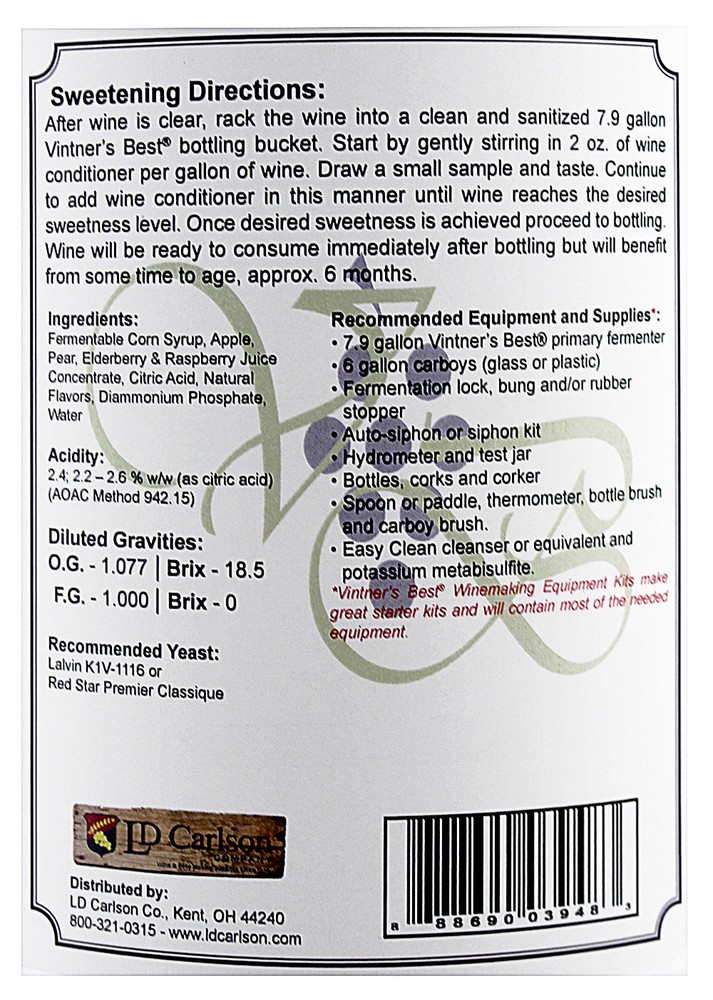 Sweetening Directions:
After wine is clear, rack the wine into a clean and sanitized 7.9 gallon
Vintner's Best® bottling bucket. Start by gently stirring in 2 oz. of wine
conditioner per gallon of wine. Draw a small sample and taste. Continue
to add wine conditioner in this manner until wine reaches the desired
sweetness level. Once desired sweetness is achieved proceed to bottling.
Wine will be ready to consume immediately after bottling but will benefit
from some time to age, approx. 6 months.
Ingredients:
Fermentable Corn Syrup, Apple,
Pear, Elderberry & Raspberry Juice
Concentrate, Citric Acid, Natural
Flavors, Diammonium Phosphate,
Water
Acidity:
2.4; 2.2 – 2.6 % w/w (as citric acid)
(AOAC Method 942.15)
Diluted Gravities:
O.G. - 1.077 | Brix - 18.5
F.G. - 1.000 | Brix - 0
Recommended Yeast:
Lalvin K1V-1116 or
Red Star Premier Classique
Recommended Equipment and Supplies*:
• 7.9 gallon Vintner's Best® primary fermenter
• 6 gallon carboys (glass or plastic)
• Fermentation lock, bung and/or rubber
stopper
• Auto-siphon or siphon kit
• Hydrometer and test jar
• Bottles, corks and corker
• Spoon or paddle, thermometer, bottle brush
and carboy brush.
• Easy Clean cleanser or equivalent and
potassium metabisulfite.
*Vintner's Best® Winemaking Equipment Kits make
great starter kits and will contain most of the needed
equipment.
LD Carlson
COMPANY
Distributed by:
LD Carlson Co., Kent, OH 44240
800-321-0315 - www.ldcarlson.com
8 88690 03948 3